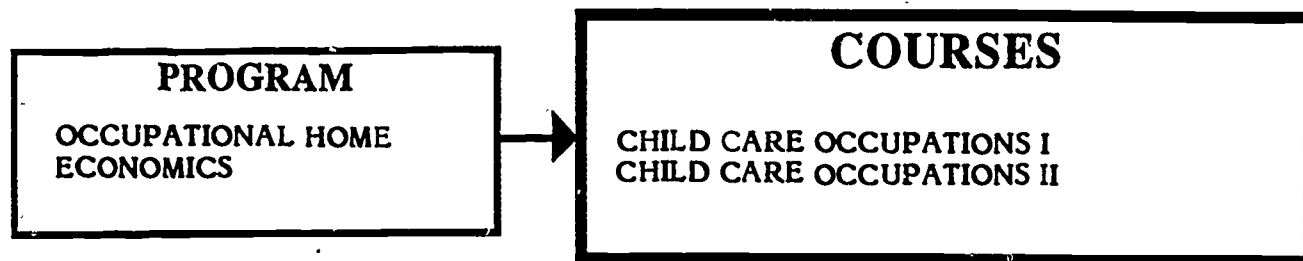 PROGRAM
OCCUPATIONAL HOME
ECONOMICS
COURSES
CHILD CARE OCCUPATIONS I
CHILD CARE OCCUPATIONS II